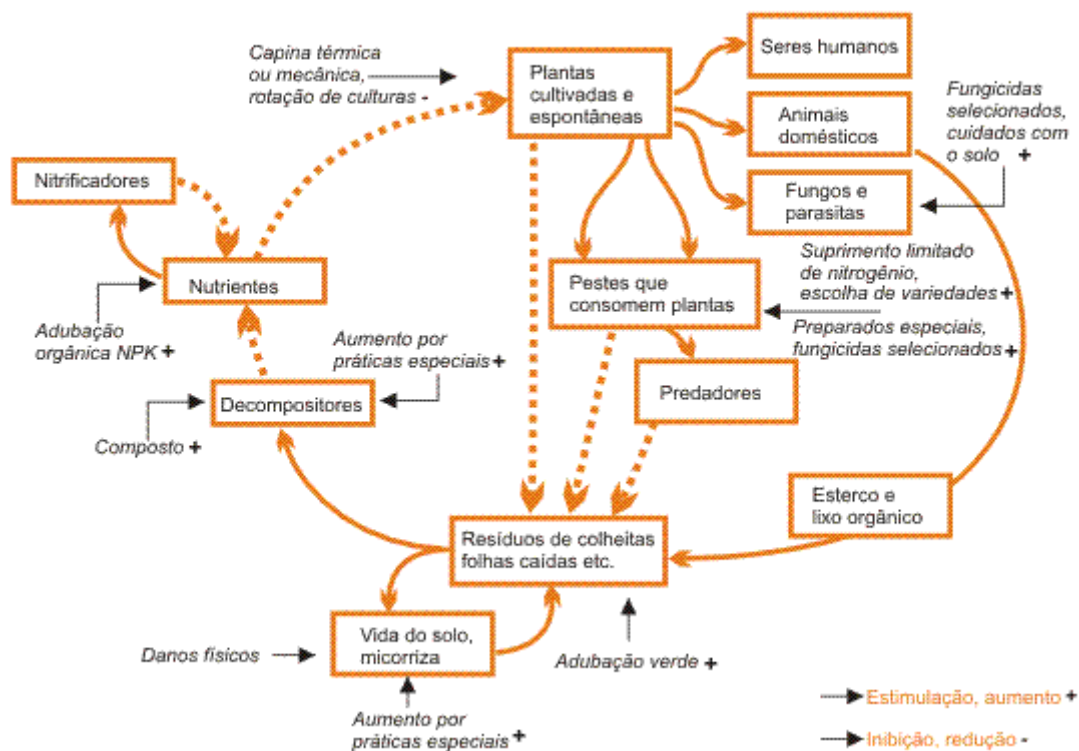 Capina térmica
ou mecânica,
rotação de culturas -
Plantas
cultivadas e
espontâneas
Seres humanos
Animais
domésticos
Fungicidas
selecionados,
cuidados com
o solo +
Fungos e
parasitas
Nitrificadores
Nutrientes
Adubação
orgânica NPK +
Aumento por
práticas especiais +
Decompositores
Composto +
Pestes que
consomem plantas
Suprimento limitado
de nitrogênio,
escolha de variedades +
Preparados especiais,
fungicidas selecionados +
Predadores
Esterco e
lixo orgânico
Resíduos de colheitas
folhas caídas etc.
Vida do solo,
micorriza
Danos físicos
Adubação verde +
Aumento por
práticas especiais +
Estimulação, aumento +
Inibição, redução -